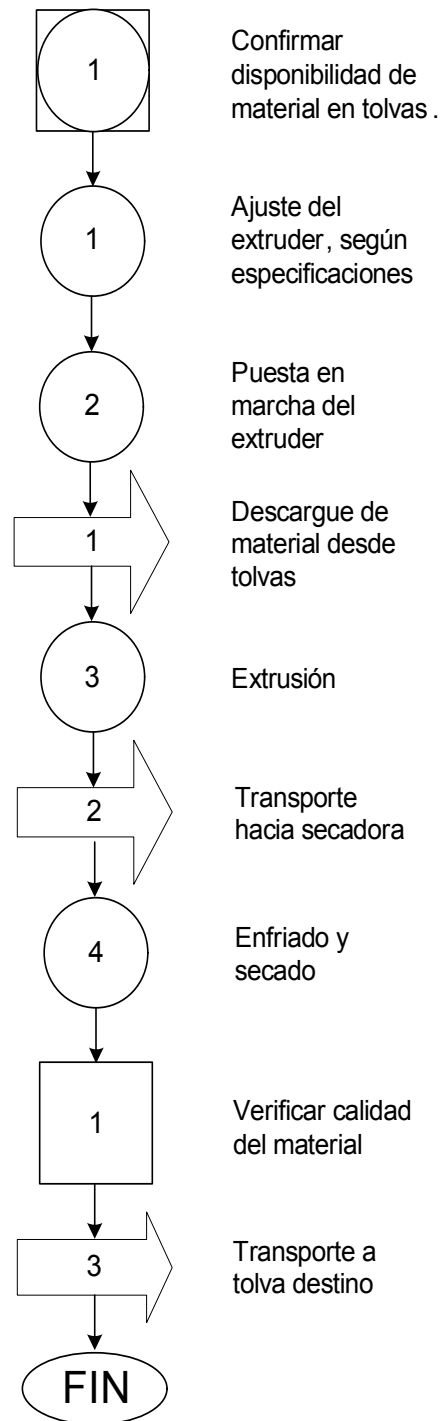 1
Confirmar
disponibilidad de
material en tolvas .
1
Ajuste del
extruder, según
especificaciones
2
Puesta en
marcha del
extruder
1
Descargue de
material desde
tolvas
3
Extrusión
2
Transporte
hacia secadora
4
Enfriado y
secado
1
Verificar calidad
del material
3
Transporte a
tolva destino
FIN